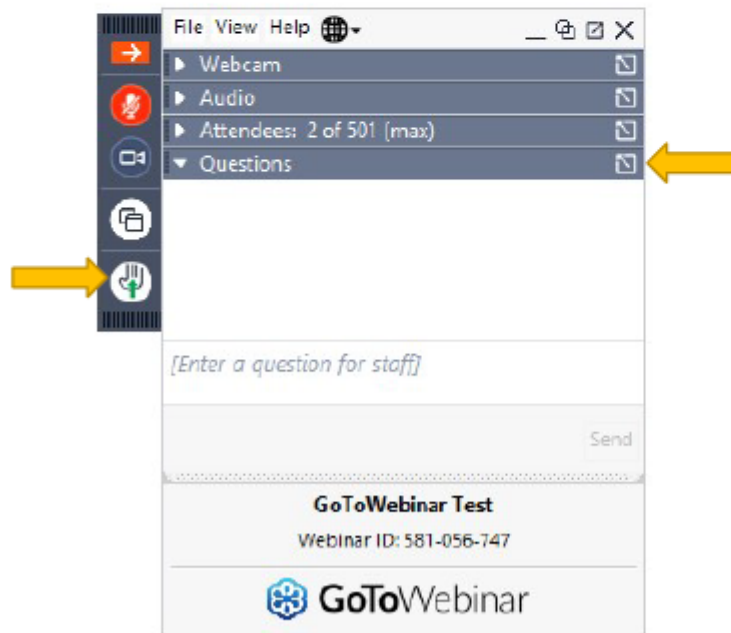 File View Help
Webcam
Audio
Attendees: 2 of 501 (max)
Questions
[Enter a question for staff]
Send
GoToWebinar Test
Webinar ID: 581-056-747
GoToWebinar